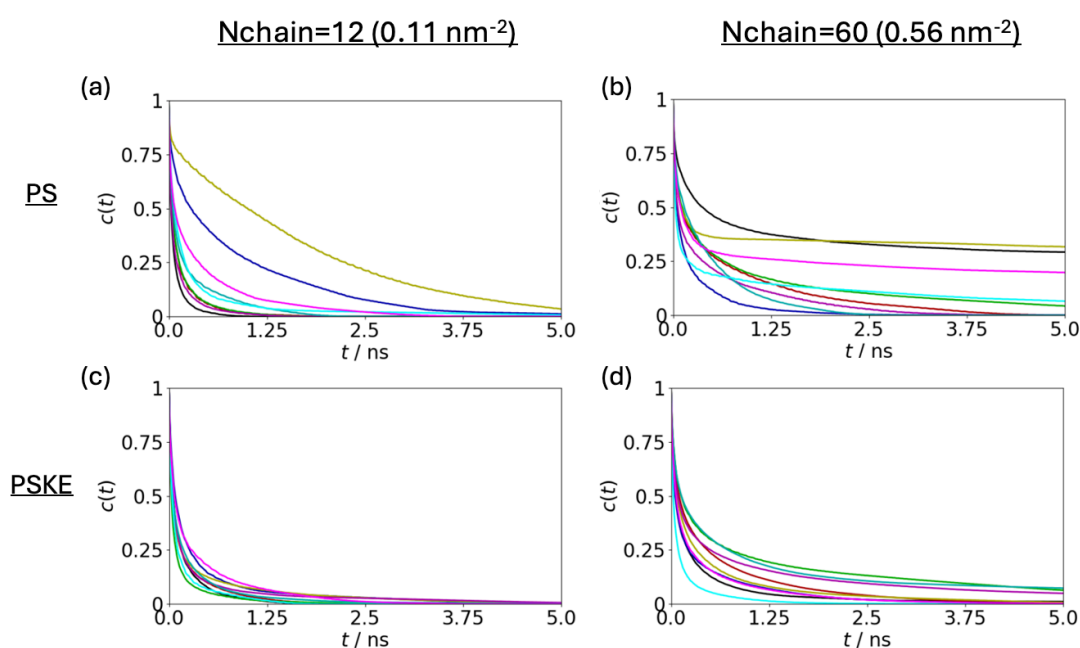 Nchain=12 (0.11 nm-2) Nchain=60 (0.56 nm-2)
(a) (b)
PS
c(t)
1
0.75
0.5
0.25
0
0.0 1.25 2.5 3.75 5.0
t / ns
c(t)
1
0.75
0.5
0.25
0
0.0 1.25 2.5 3.75 5.0
t / ns
(c) (d)
PSKE
c(t)
1
0.75
0.5
0.25
0
0.0 1.25 2.5 3.75 5.0
t / ns
c(t)
1
0.75
0.5
0.25
0
0.0 1.25 2.5 3.75 5.0
t / ns